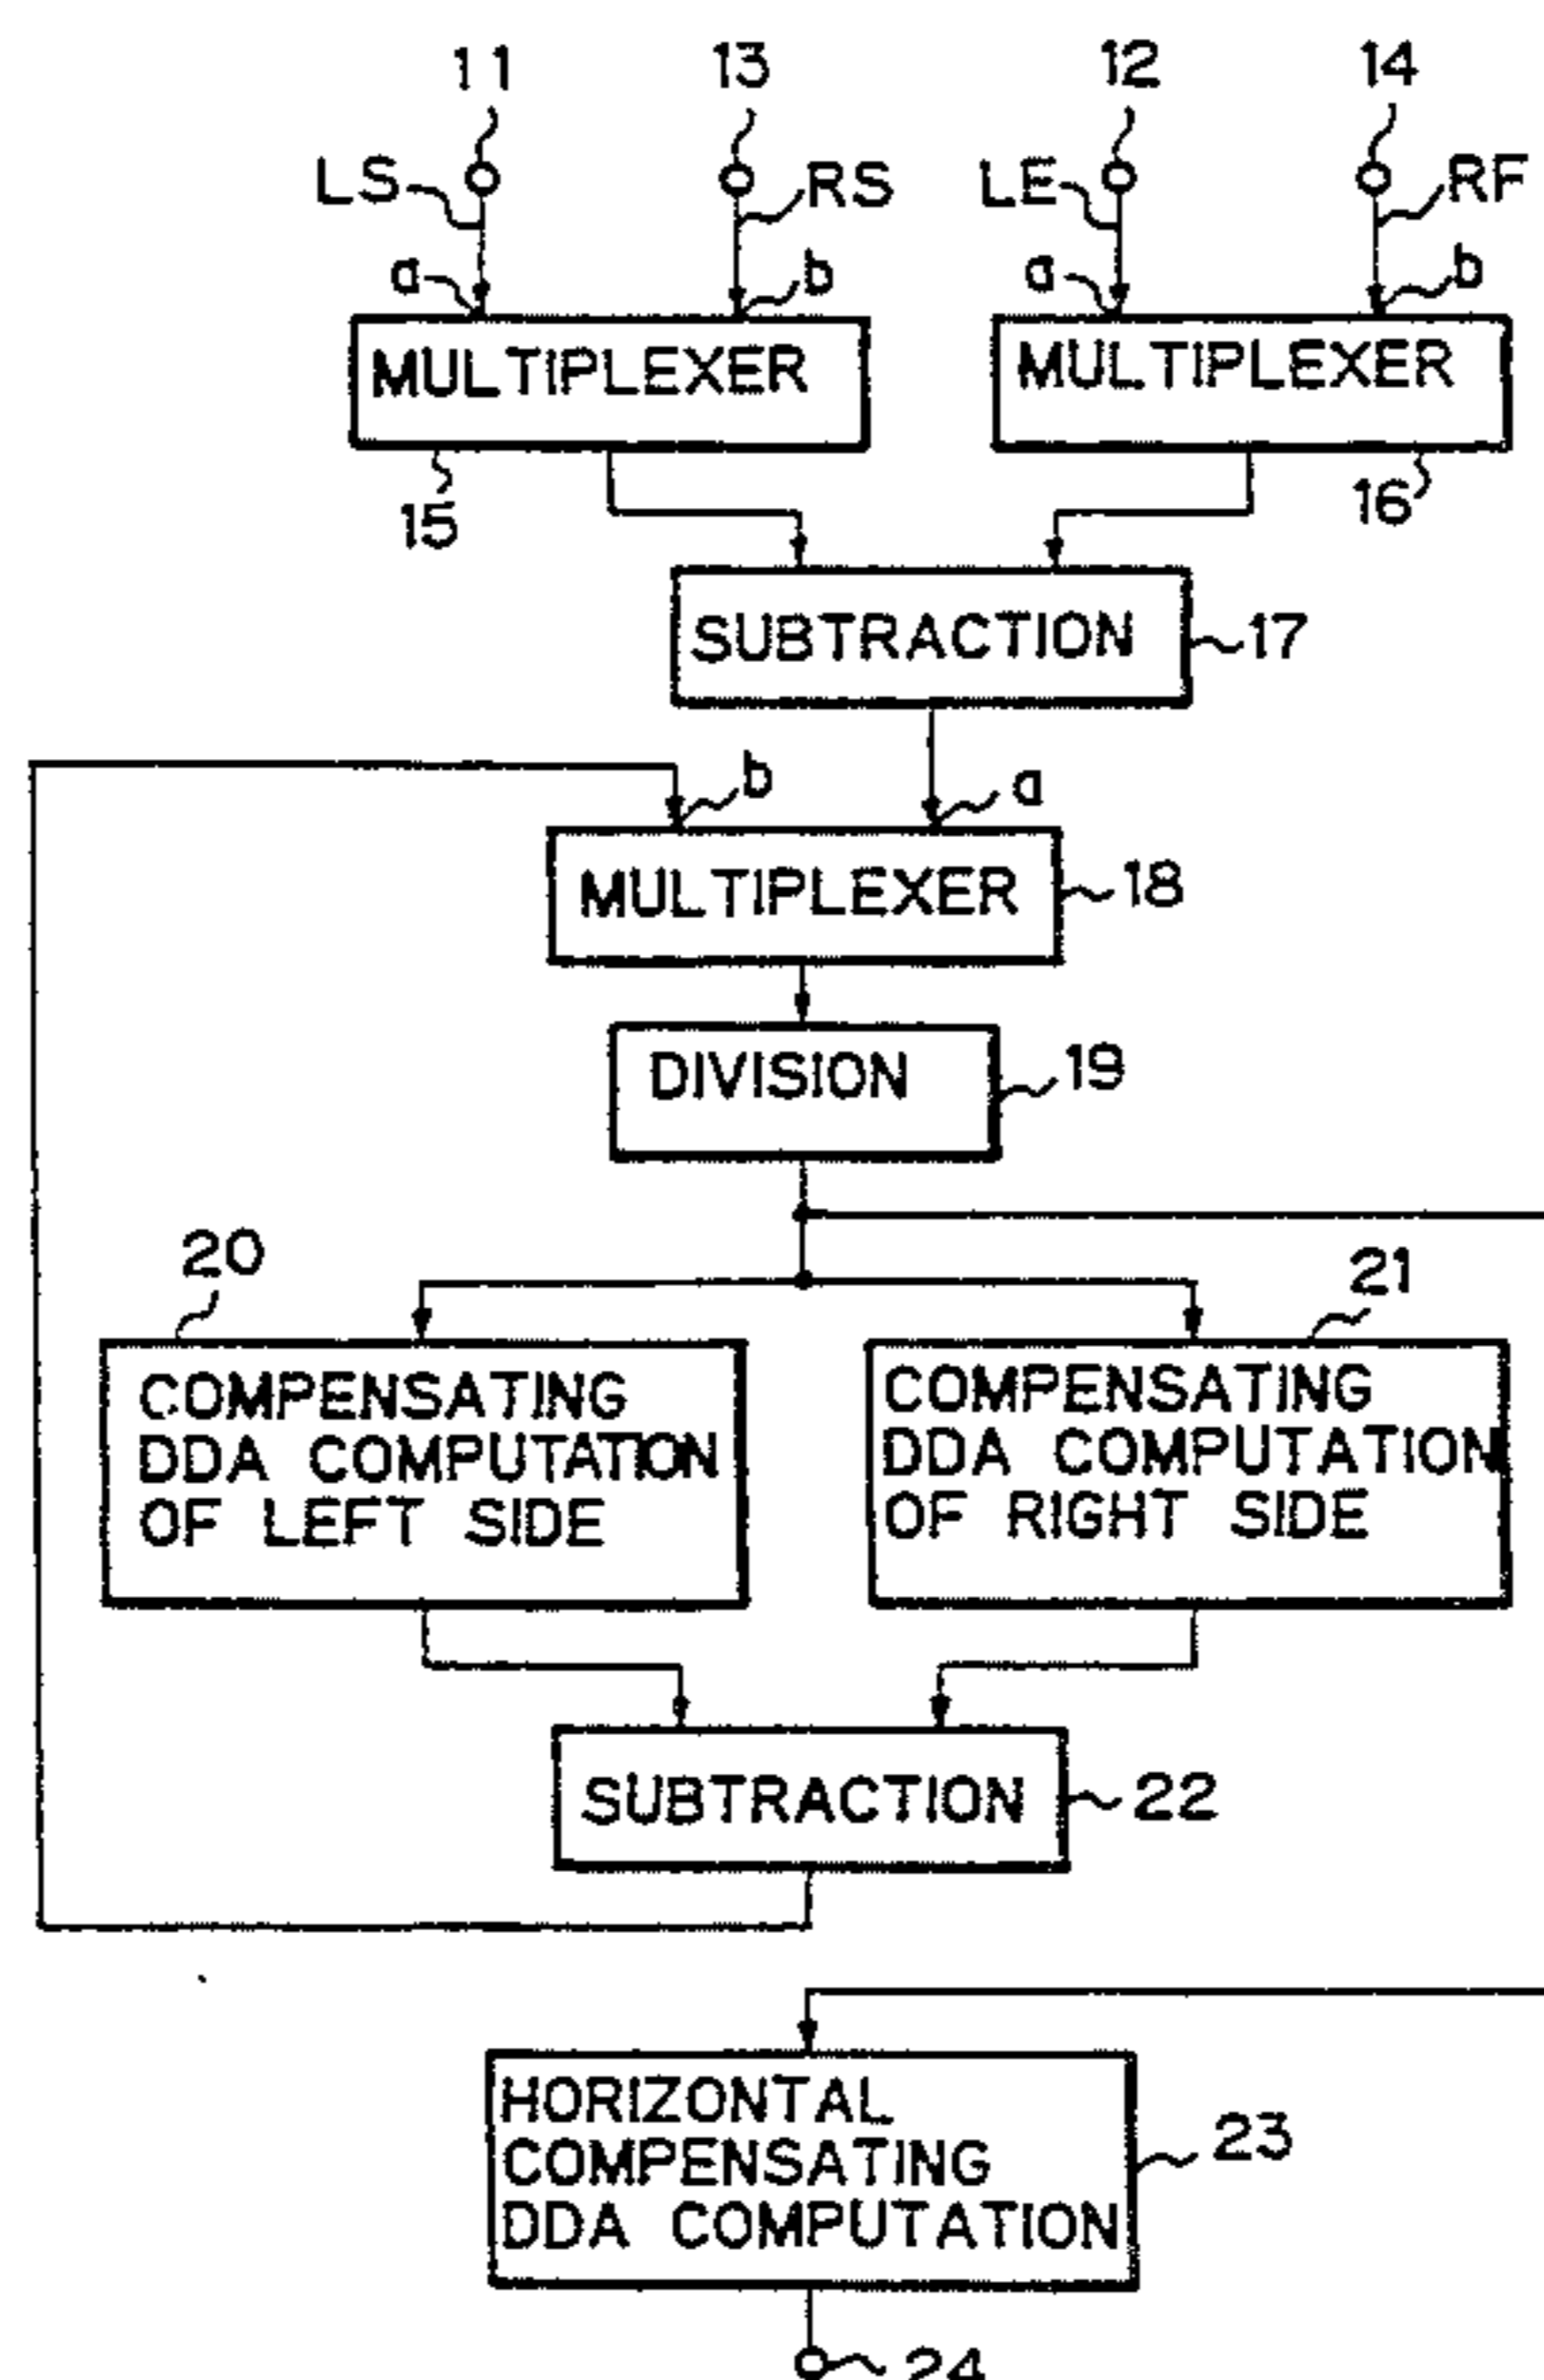 11 13 12 14
LS RS LE RF
a b a b
MULTIPLEXER MULTIPLEXER
15 16
SUBTRACTION 17
b a
MULTIPLEXER 18
DIVISION 19
20 21
COMPENSATING
DDA COMPUTATION
OF LEFT SIDE
COMPENSATING
DDA COMPUTATION
OF RIGHT SIDE
SUBTRACTION 22
HORIZONTAL
COMPENSATING
DDA COMPUTATION
23
24